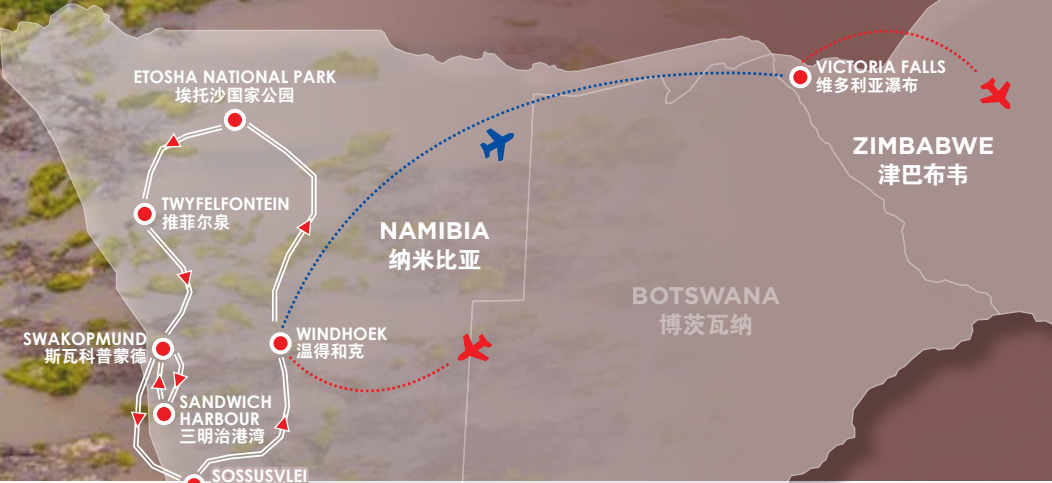 ETOSHA NATIONAL PARK
埃托沙国家公园
VICTORIA FALLS
维多利亚瀑布
ZIMBABWE
津巴布韦
TWYFELFONTEIN
推菲尔泉
NAMIBIA
纳米比亚
BOTSWANA
博茨瓦纳
SWAKOPMUND
斯瓦科普蒙德
WINDHOEK
温得和克
SANDWICH
HARBOUR
三明治港湾
SOSSUSVLEI